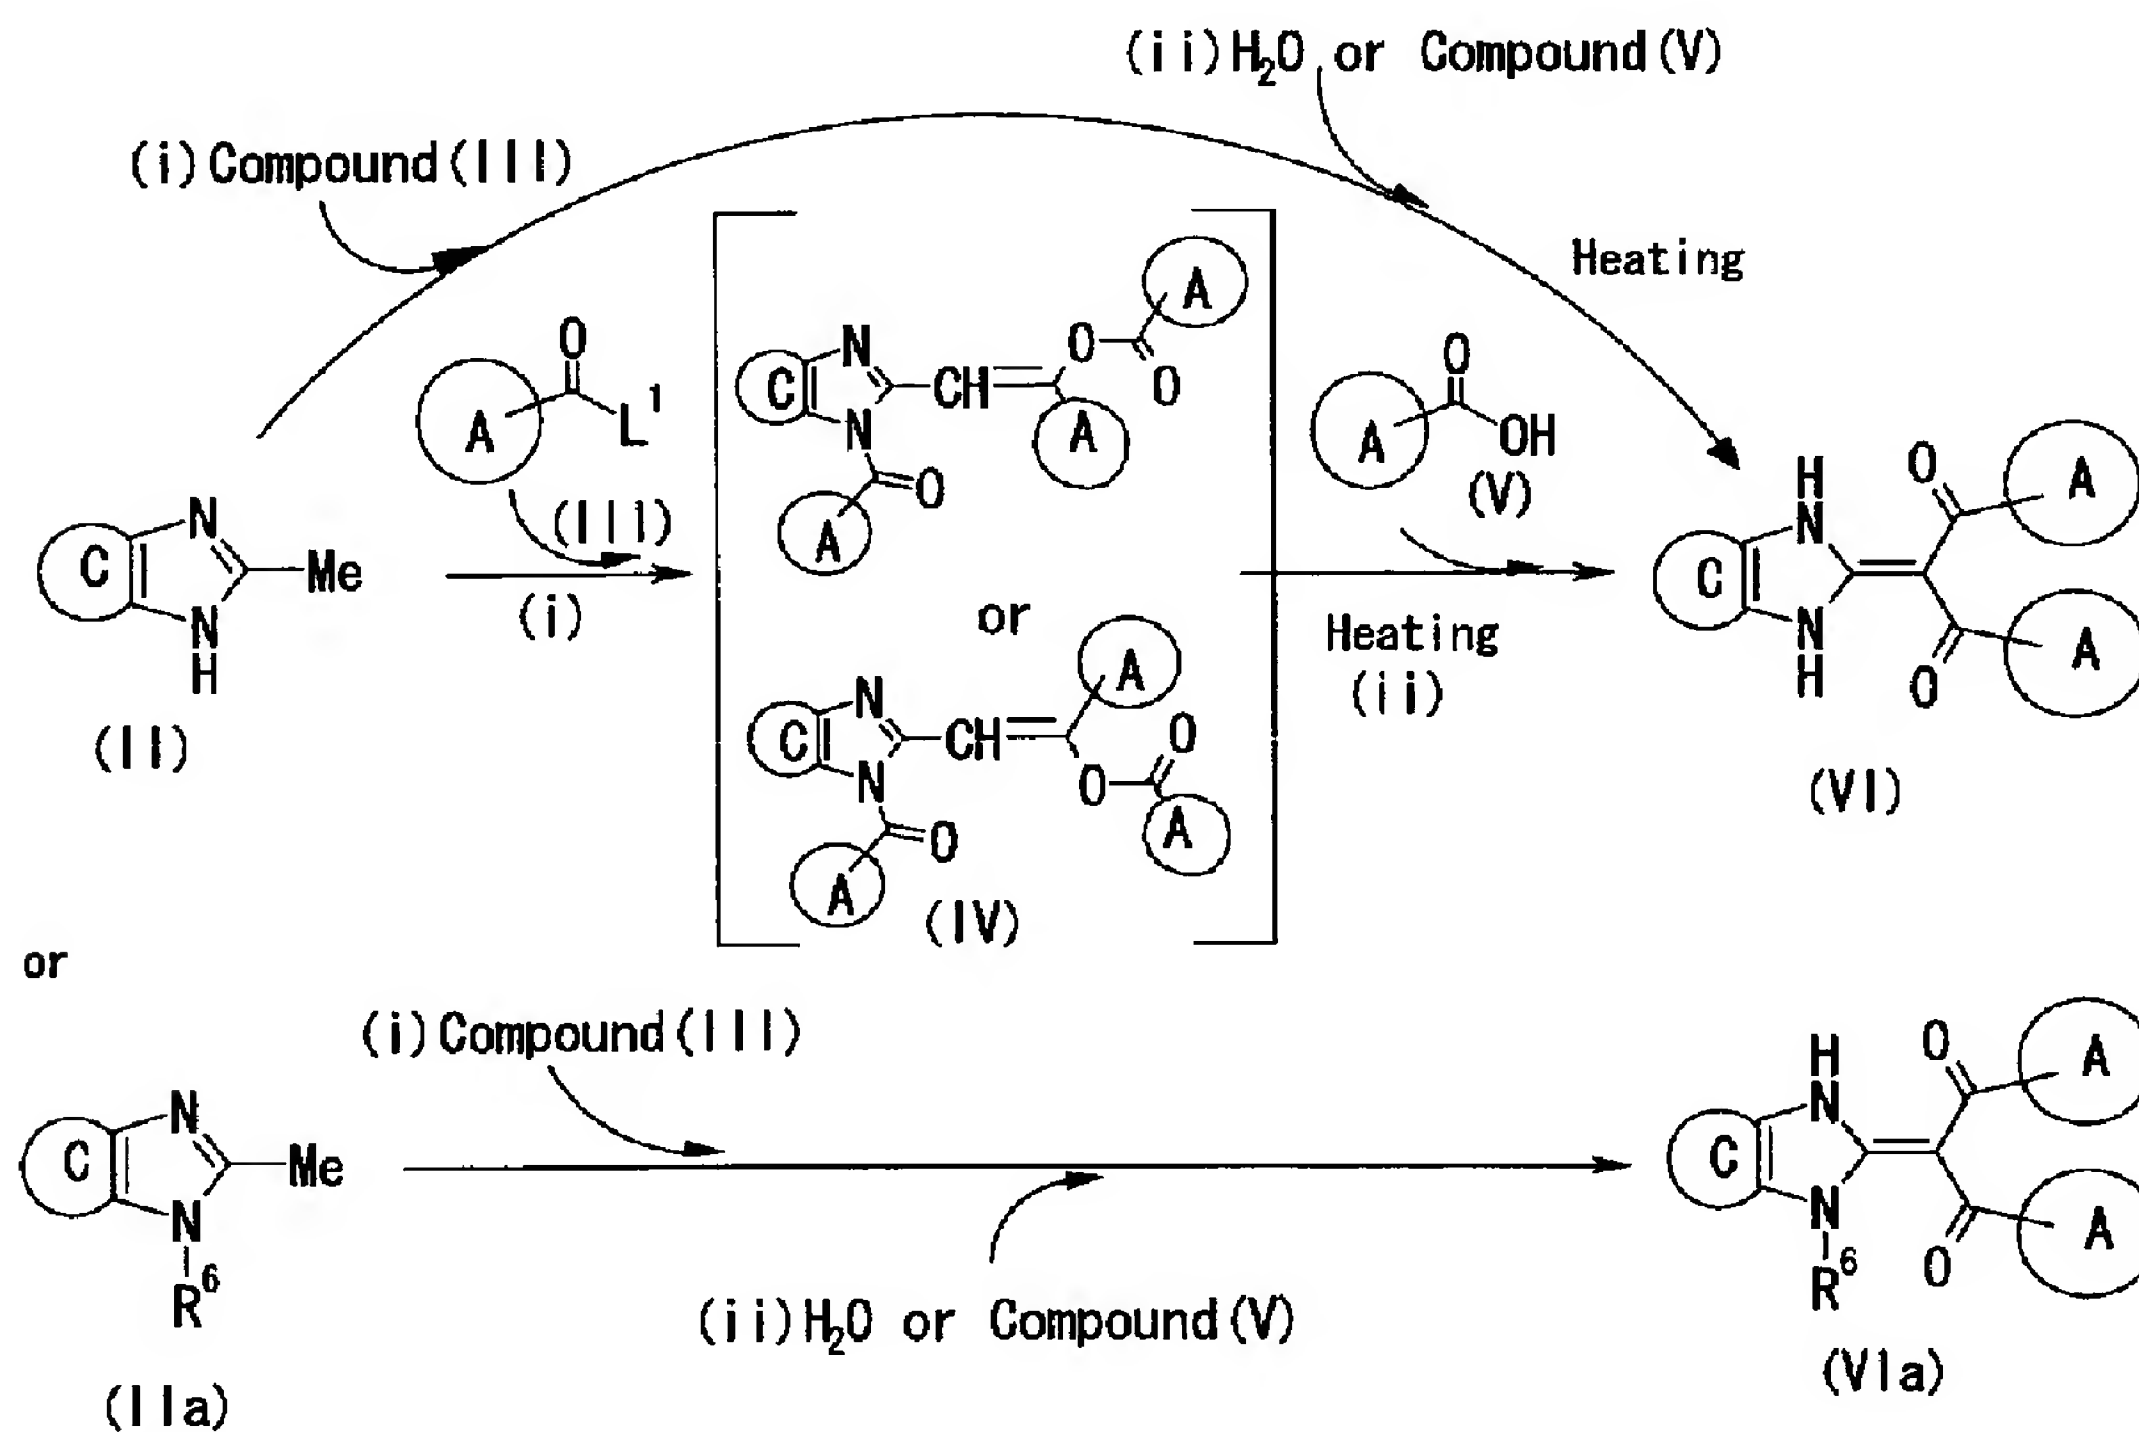 (ii)H₂O or Compound(V)
(i)Compound(III)
Heating
A
O
L¹
(III)
(i)
C
N
N
H
Me
(II)
C
N
N
CH
O
A
O
A
O
A
or
C
N
N
CH
A
O
O
A
O
A
(IV)
A
O
OH
(V)
Heating
(ii)
C
H
N
N
H
O
A
O
A
(VI)
or
(i)Compound(III)
C
N
N
R⁶
Me
(IIa)
(ii)H₂O or Compound(V)
C
H
N
N
R⁶
O
A
O
A
(VIa)